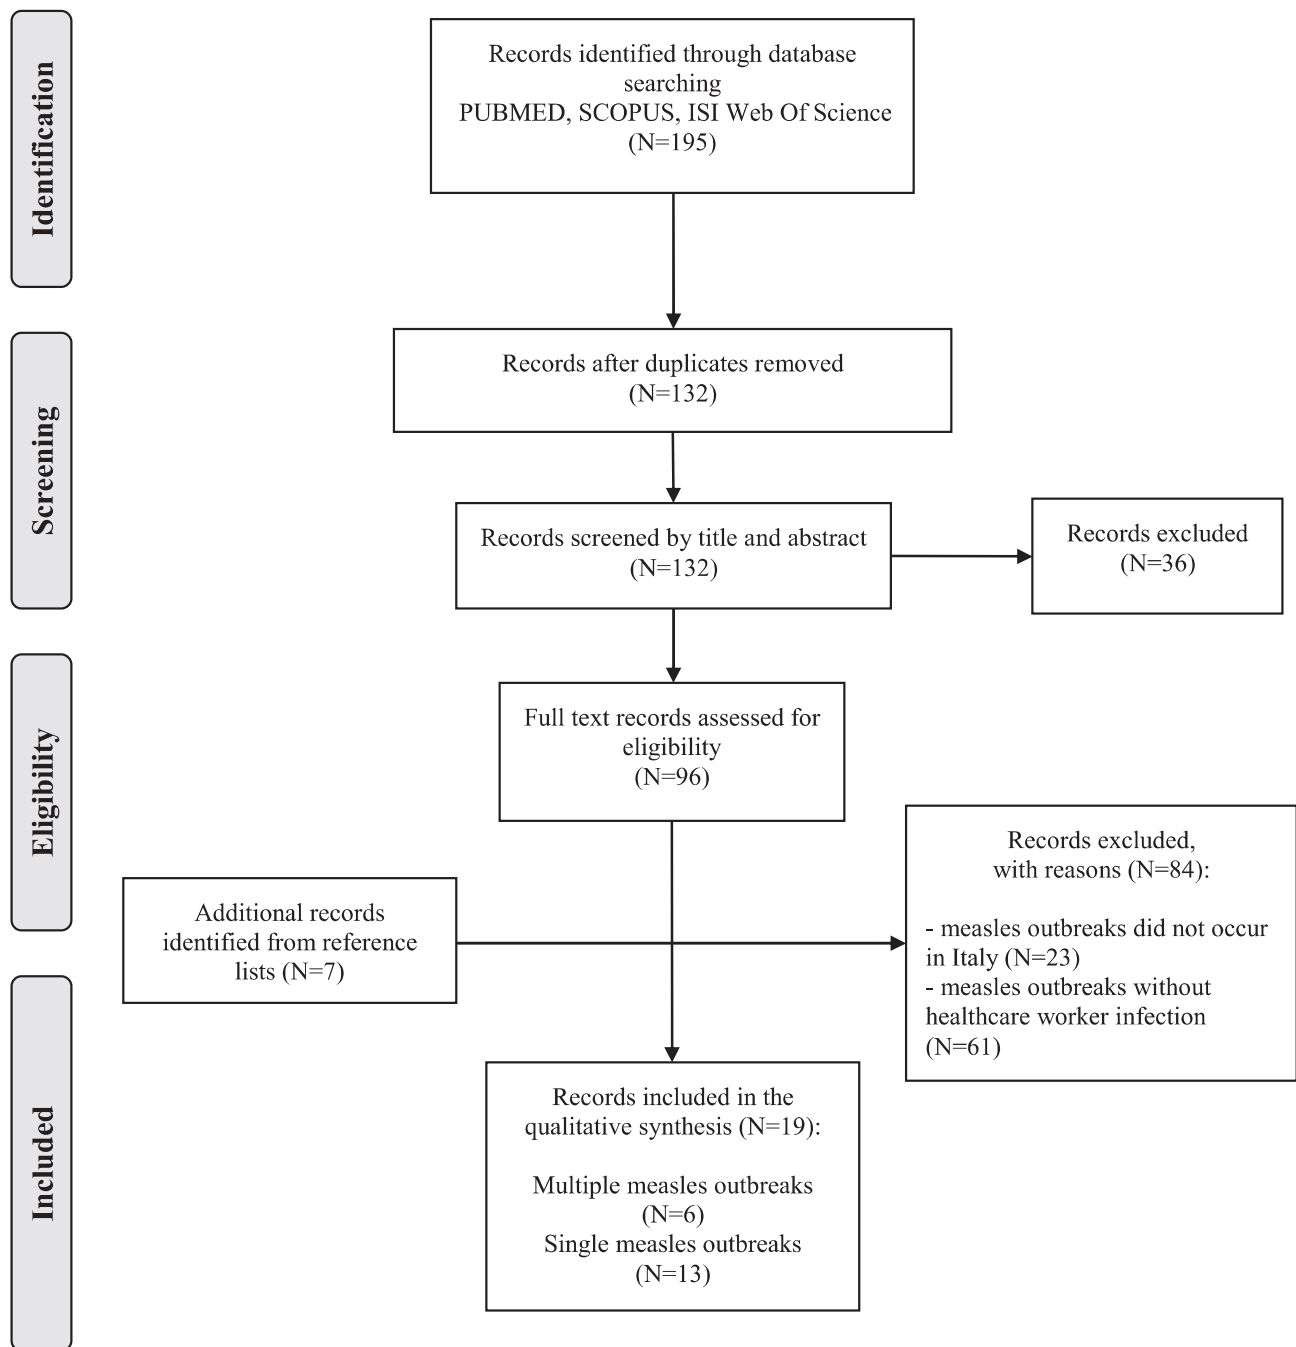 Identification
Records identified through database
searching
PUBMED, SCOPUS, ISI Web Of Science
(N=195)
Screening
Records after duplicates removed
(N=132)
Records screened by title and abstract
(N=132)
Records excluded
(N=36)
Eligibility
Full text records assessed for
eligibility
(N=96)
Records excluded,
with reasons (N=84):
- measles outbreaks did not occur
in Italy (N=23)
- measles outbreaks without
healthcare worker infection
(N=61)
Additional records
identified from reference
lists (N=7)
Included
Records included in the
qualitative synthesis (N=19):
Multiple measles outbreaks
(N=6)
Single measles outbreaks
(N=13)